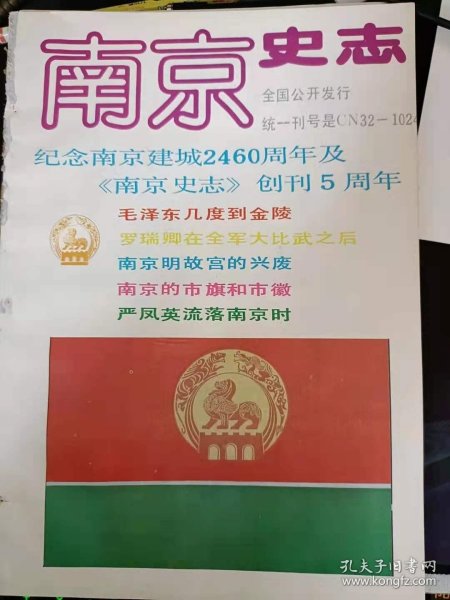 南京史志
全国公开发行
统一刊号是CN32-1024
纪念南京建城2460周年及
《南京史志》创刊5周年
毛泽东几度到金陵
罗瑞卿在全军大比武之后
南京明故宫的兴废
南京的市旗和市徽
严凤英流落南京时
孔夫子旧书网
www.kongfz.com